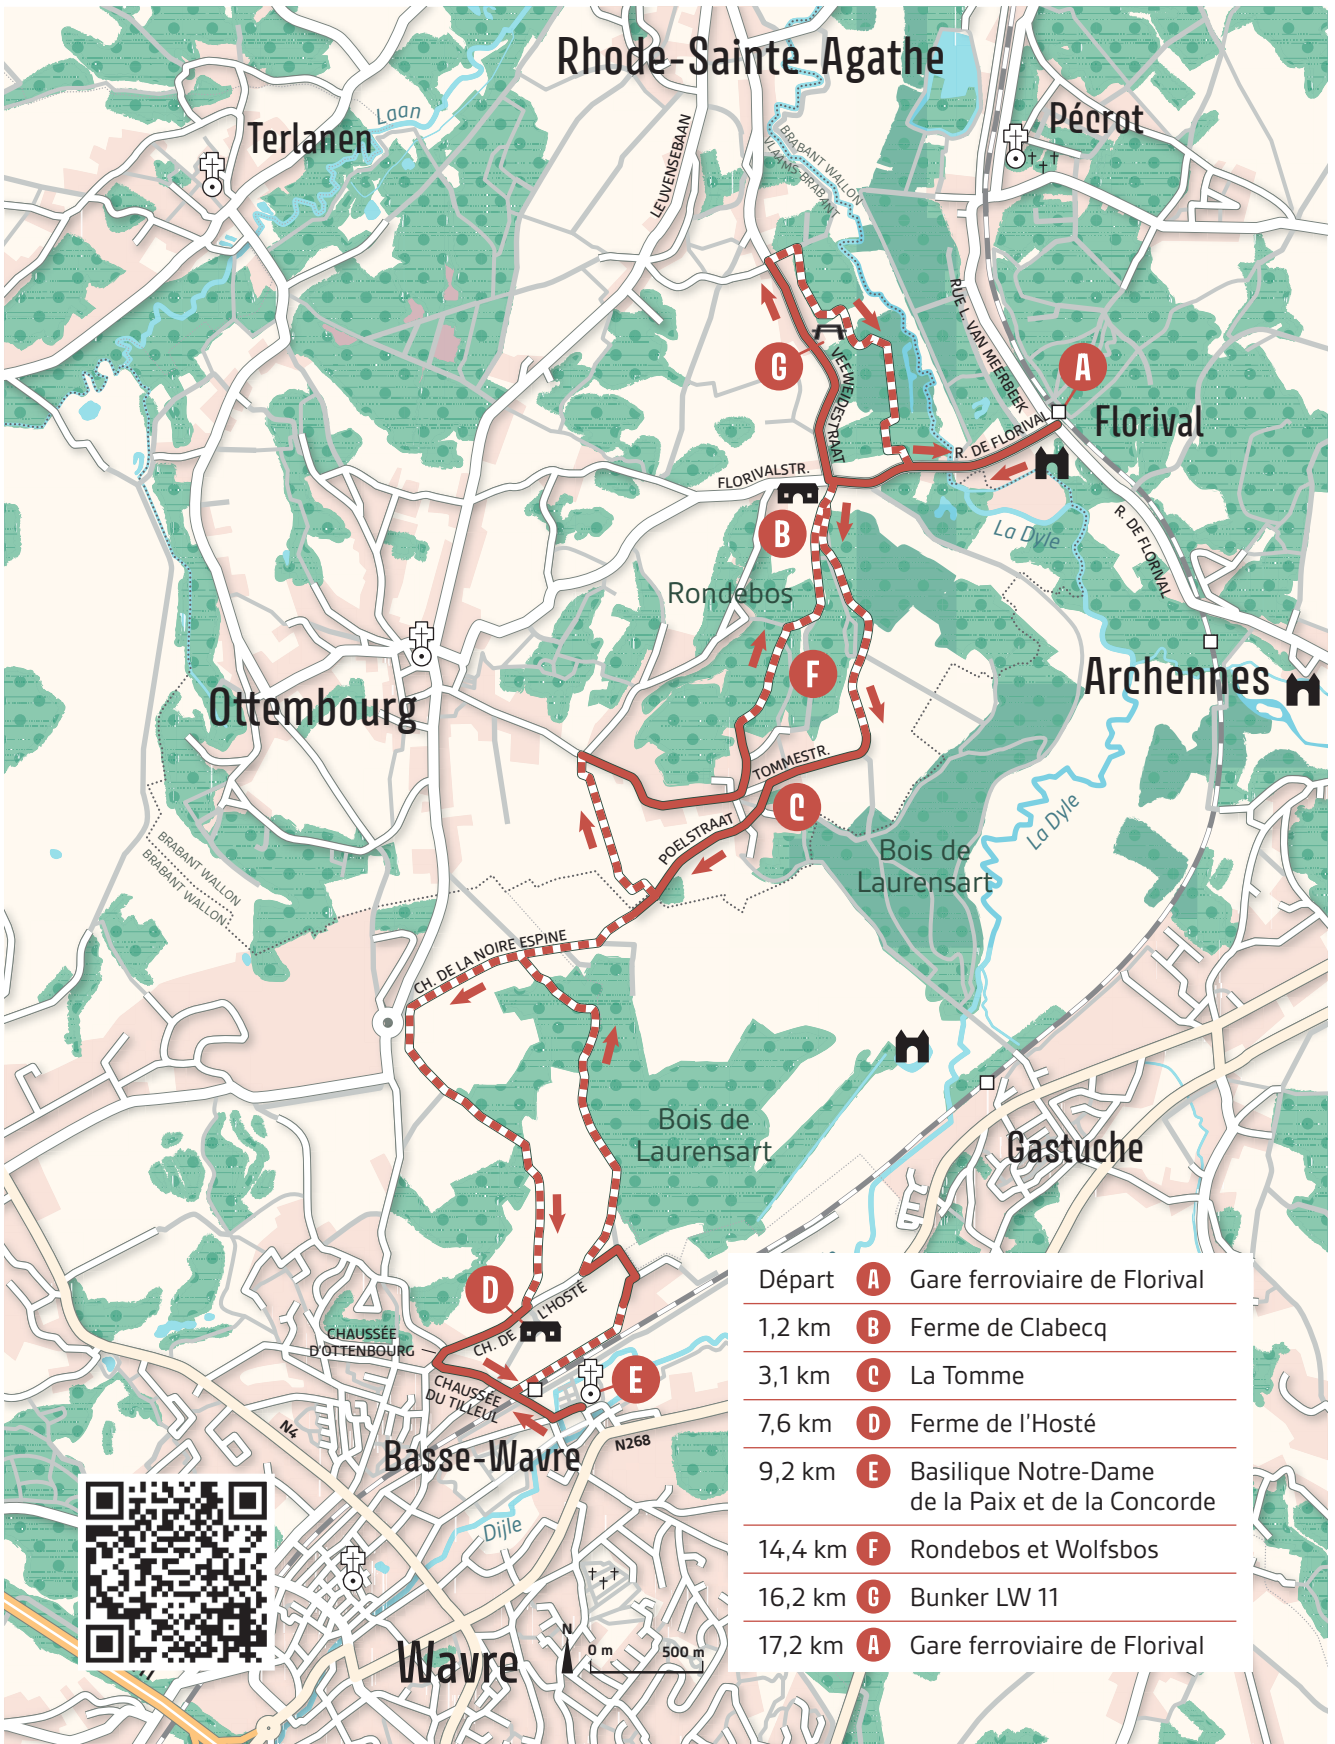 Rhode-Sainte-Agathe
Laan
Terlanen
Pécrot
LEUVENSEBAAN
BRABANT WALLON
VLAAMS-BRABANT
RUE L. VAN MEERBEEK
A
G
VEEWEIDESTRAAT
Florival
R. DE FLORIVAL
FLORIVALSTR.
B
La Dyle
R. DE FLORIVAL
Rondebos
F
Archennes
Ottembourg
TOMMESTR.
C
POELSTRAAT
La Dyle
BRABANT WALLON
BRABANT WALLON
Bois de
Laurensart
CH. DE LA NOIRE ESPINE
Bois de
Laurensart
Gastuche
D
CH. DE L'HOSTÉ
CHAUSSÉE
D'OTTENBOURG
E
CHAUSSÉE
DU TILLEUL
N4
N268
Basse-Wavre
Dijle
Wavre
N
0 m 500 m
Départ A Gare ferroviaire de Florival
1,2 km B Ferme de Clabecq
3,1 km C La Tomme
7,6 km D Ferme de l'Hosté
9,2 km E Basilique Notre-Dame
de la Paix et de la Concorde
14,4 km F Rondebos et Wolfsbos
16,2 km G Bunker LW 11
17,2 km A Gare ferroviaire de Florival